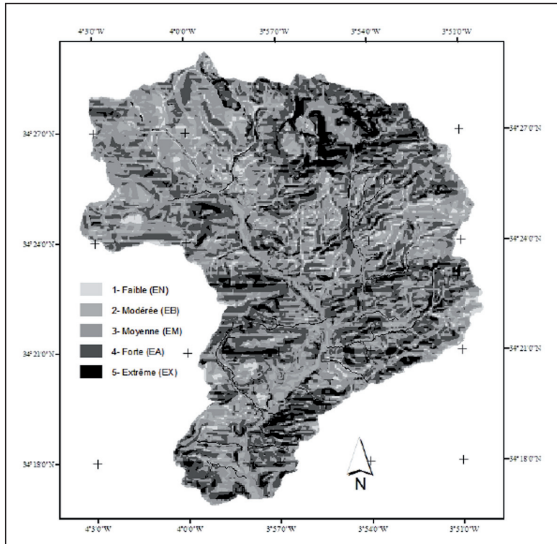 4°3'0"W 4°0'0"W 3°57'0"W 3°54'0"W 3°51'0"W
34°27'0"N 34°27'0"N
34°24'0"N 34°24'0"N
1- Faible (EN)
2- Modérée (EB)
3- Moyenne (EM)
4- Forte (EA)
5- Extrême (EX)
34°21'0"N 34°21'0"N
34°18'0"N 34°18'0"N
N
4°3'0"W 4°0'0"W 3°57'0"W 3°54'0"W 3°51'0"W